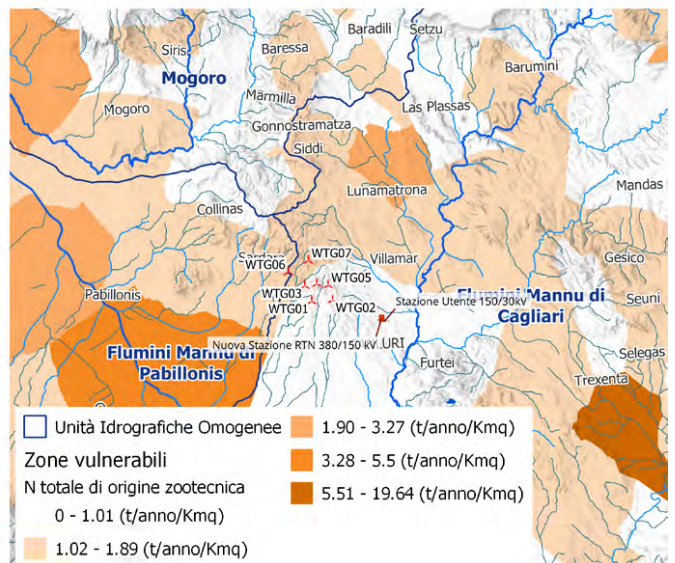 Baradili
Setzu
Siris
Baressa
Mogoro
Barumini
Marmilla
Mogoro
Las Plassas
Gonnostramatza
Siddi
Lunamatrona
Mandas
Collinas
Sardara
WTG07
Villamar
Gesico
WTG06
WTG05
Pabillonis
WTG03
Stazione Utente 150/30kV
Seuni
WTG01
WTG02
Flumini Mannu di
Cagliari
Nuova Stazione RTN 380/150 kV
URI
Flumini Mannu di
Pabillonis
Furtei
Selegas
Trexenta
Unità Idrografiche Omogenee
Zone vulnerabili
N totale di origine zootecnica
0 - 1.01 (t/anno/Kmq)
1.02 - 1.89 (t/anno/Kmq)
1.90 - 3.27 (t/anno/Kmq)
3.28 - 5.5 (t/anno/Kmq)
5.51 - 19.64 (t/anno/Kmq)